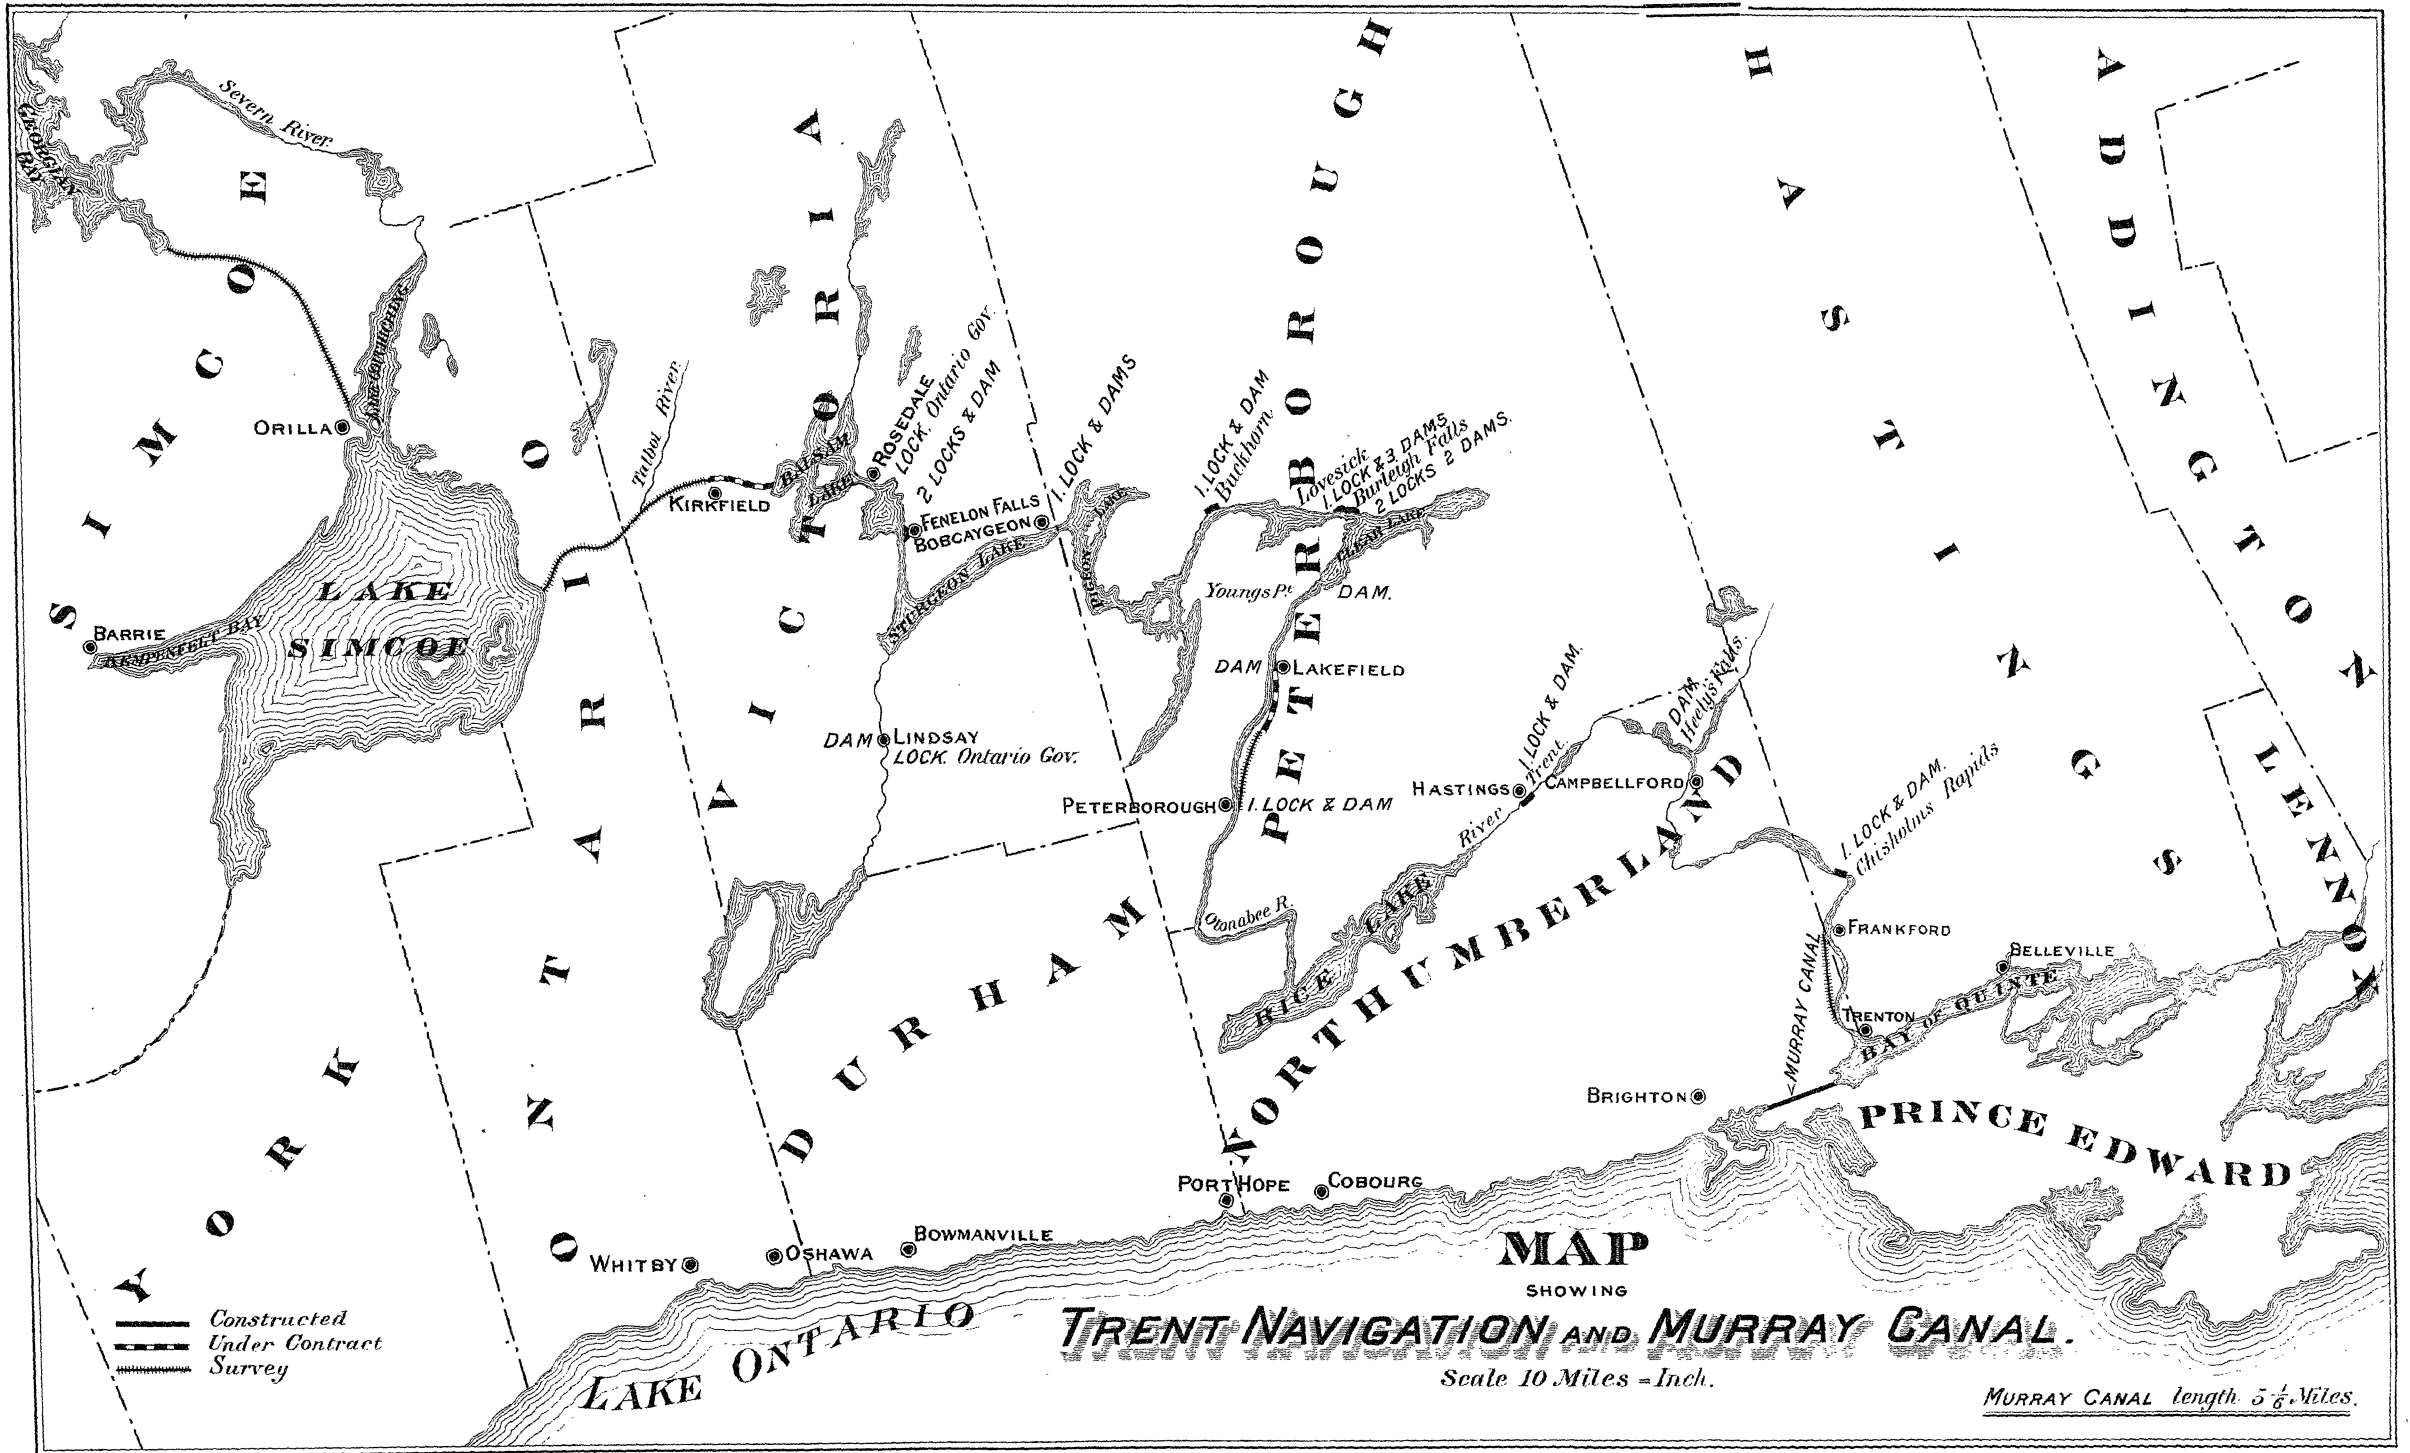 GEORGIAN
BAY
Severn River.
SIMCOE
ORILLA
LAKE COUCHICHING
BARRIE
KEMPENFELT BAY
LAKE
SIMCOE
Talbot River.
KIRKFIELD
BALSAM
LAKE
ROSEDALE
LOCK. Ontario Gov.
2 LOCKS & DAM
FENELON FALLS
BOBCAYGEON
1. LOCK & DAMS
STURGEON LAKE
PIGEON LAKE
1. LOCK & DAM
Buckhorn
Lovesick
1. LOCK & 3. DAMS
Burleigh Falls
2 LOCKS 2 DAMS.
CLEAR LAKE
Youngs Pt. DAM.
DAM LAKEFIELD
DAM LINDSAY
LOCK. Ontario Gov.
PETERBOROUGH 1. LOCK & DAM
Otonabee R.
RICE LAKE
River Trent.
HASTINGS
1 LOCK & DAM.
CAMPBELLFORD
DAM.
Heely's Falls.
1. LOCK & DAM.
Chisholms Rapids
FRANKFORD
BELLEVILLE
TRENTON
BAY OF QUINTE
MURRAY CANAL
BRIGHTON
VICTORIA
PETERBOROUGH
HASTINGS
ADDINGTON
LENNOX
ONTARIO
YORK
DURHAM
NORTHUMBERLAND
PRINCE EDWARD
PORT HOPE
COBOURG
BOWMANVILLE
OSHAWA
WHITBY
LAKE ONTARIO
Constructed
Under Contract
Survey
MAP
SHOWING
TRENT NAVIGATION AND MURRAY CANAL.
Scale 10 Miles = Inch.
MURRAY CANAL length 5 1/6 Miles.